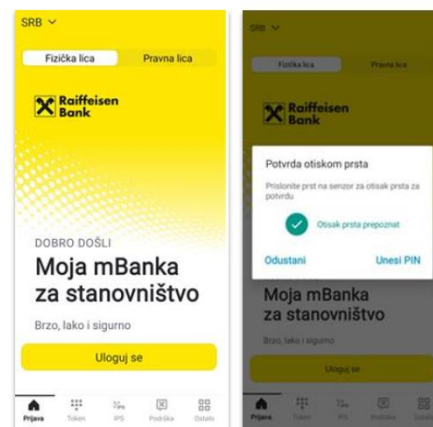 SRB
Fizička lica Pravna lica
Raiffeisen
Bank
DOBRO DOŠLI
Moja mBanka
za stanovništvo
Brzo, lako i sigurno
Uloguj se
Prijava Token IPS Podrška Ostalo
SRB
Fizička lica Pravna lica
Raiffeisen
Bank
Potvrda otiskom prsta
Prislonite prst na senzor za otisak prsta za
potvrdu
Otisak prsta prepoznat
Odustani Unesi PIN
Moja mBanka
za stanovništvo
Brzo, lako i sigurno
Uloguj se
Prijava Token IPS Podrška Ostalo